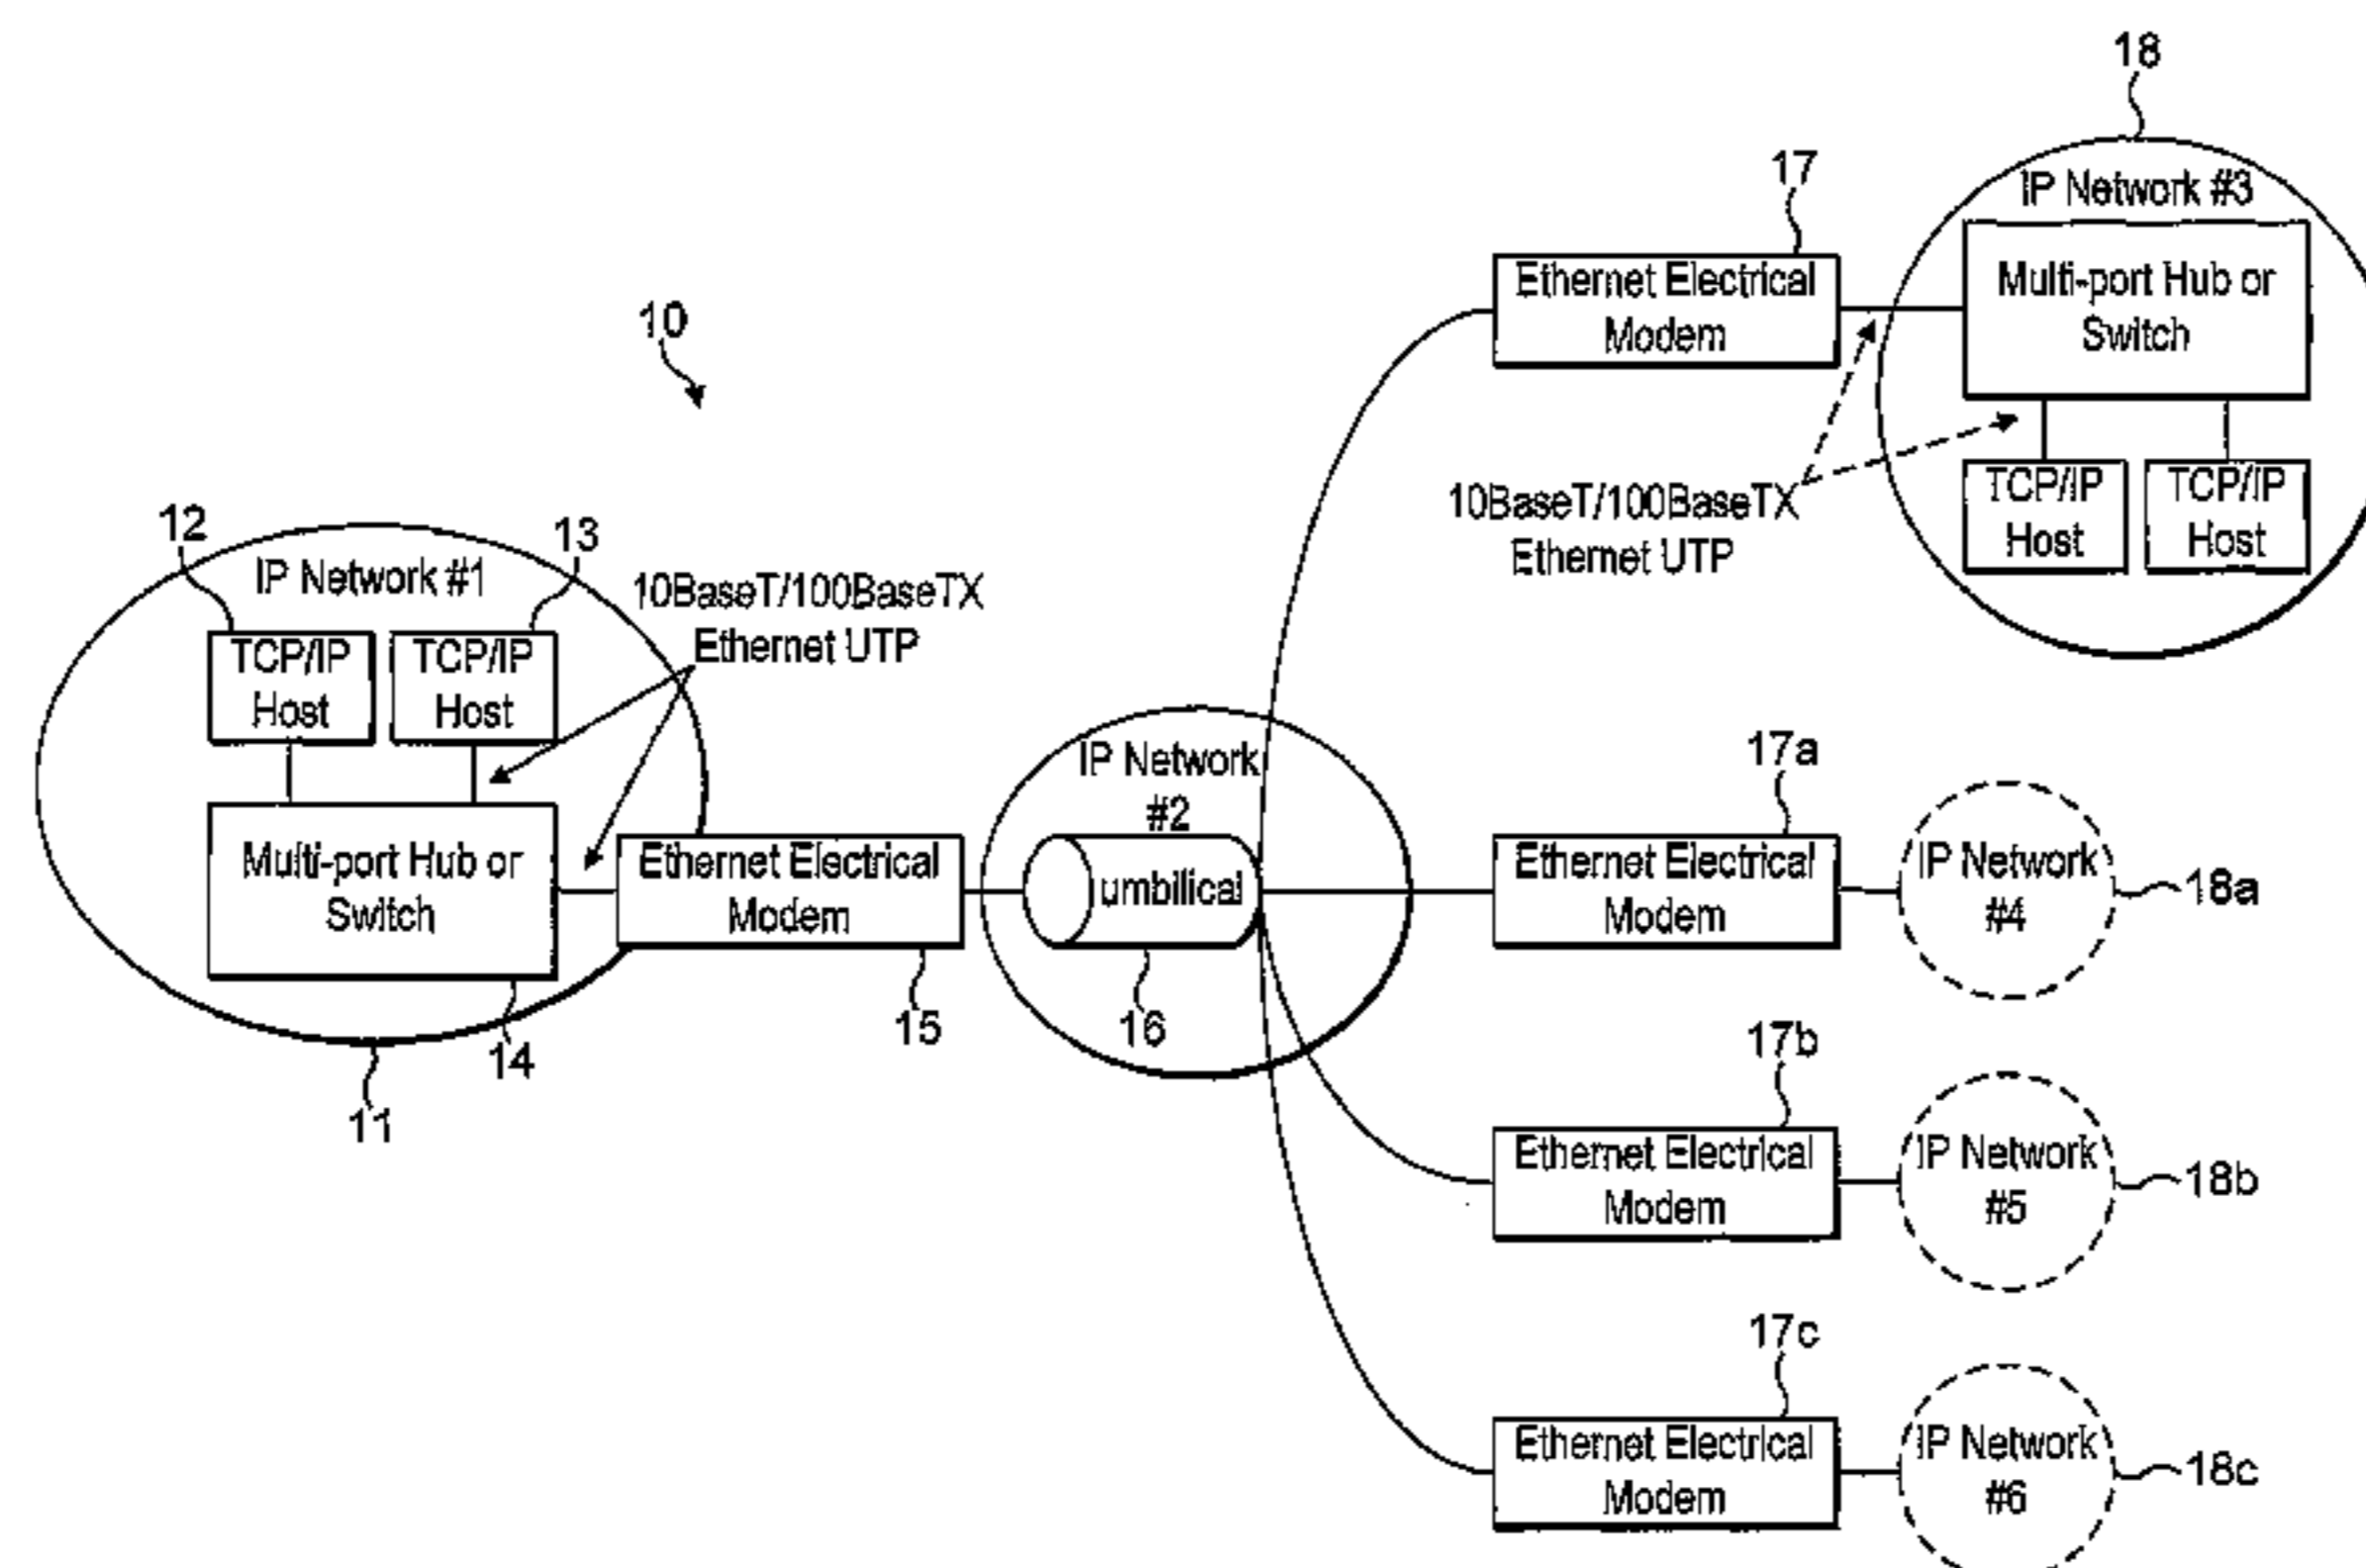 18
17
IP Network #3
Ethernet Electrical
Modem
Multi-port Hub or
Switch
10
10BaseT/100BaseTX
Ethernet UTP
TCP/IP
Host
TCP/IP
Host
12
13
IP Network #1
10BaseT/100BaseTX
Ethernet UTP
TCP/IP
Host
TCP/IP
Host
Multi-port Hub or
Switch
Ethernet Electrical
Modem
14
11
15
IP Network
#2
umbilical
16
17a
Ethernet Electrical
Modem
IP Network
#4
18a
17b
Ethernet Electrical
Modem
IP Network
#5
18b
17c
Ethernet Electrical
Modem
IP Network
#6
18c